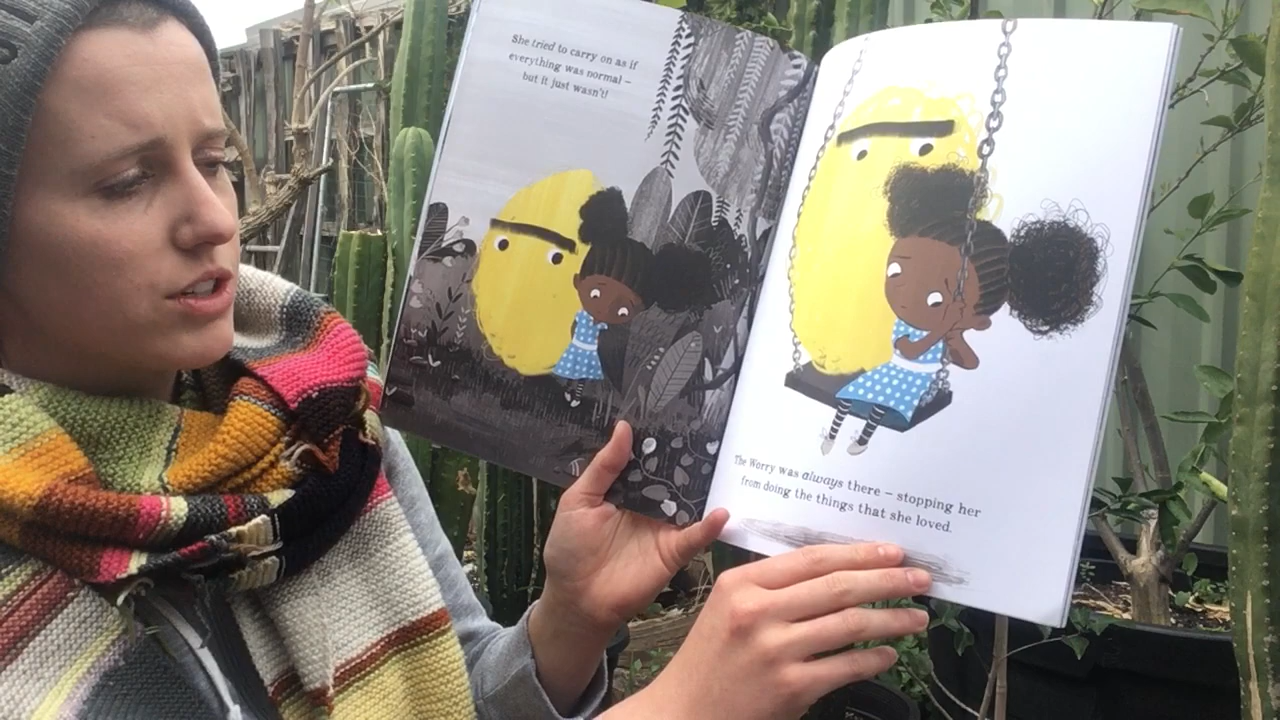 She tried to carry on as if
everything was normal –
but it just wasn't!
The Worry was always there – stopping her
from doing the things that she loved.